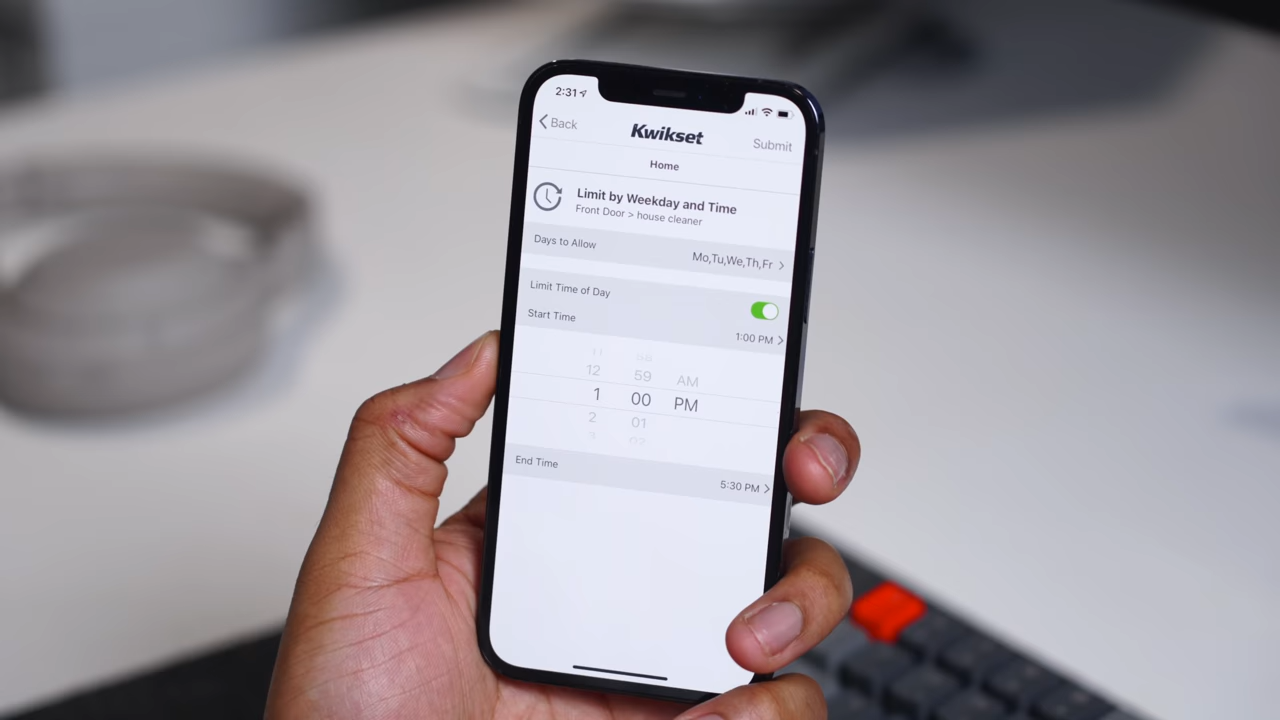 2:31
Back
Kwikset
Submit
Home
Limit by Weekday and Time
Front Door > house cleaner
Days to Allow
Mo,Tu,We,Th,Fr >
Limit Time of Day
Start Time
1:00 PM >
12 59 AM
1 00 PM
2 01
End Time
5:30 PM >